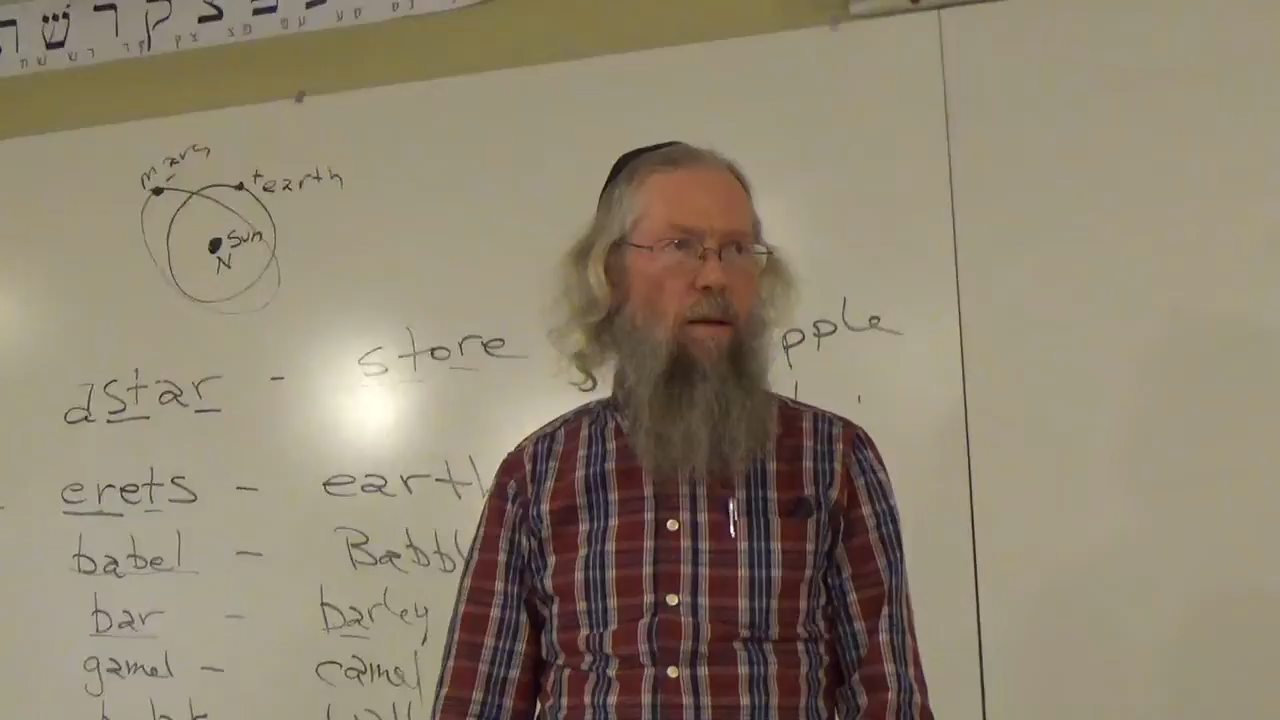 ק ר ש ת
mars
earth
Sun
N
astar - store
pple
erets - earth
babel - Babbl
bar - barley
gamel - camel